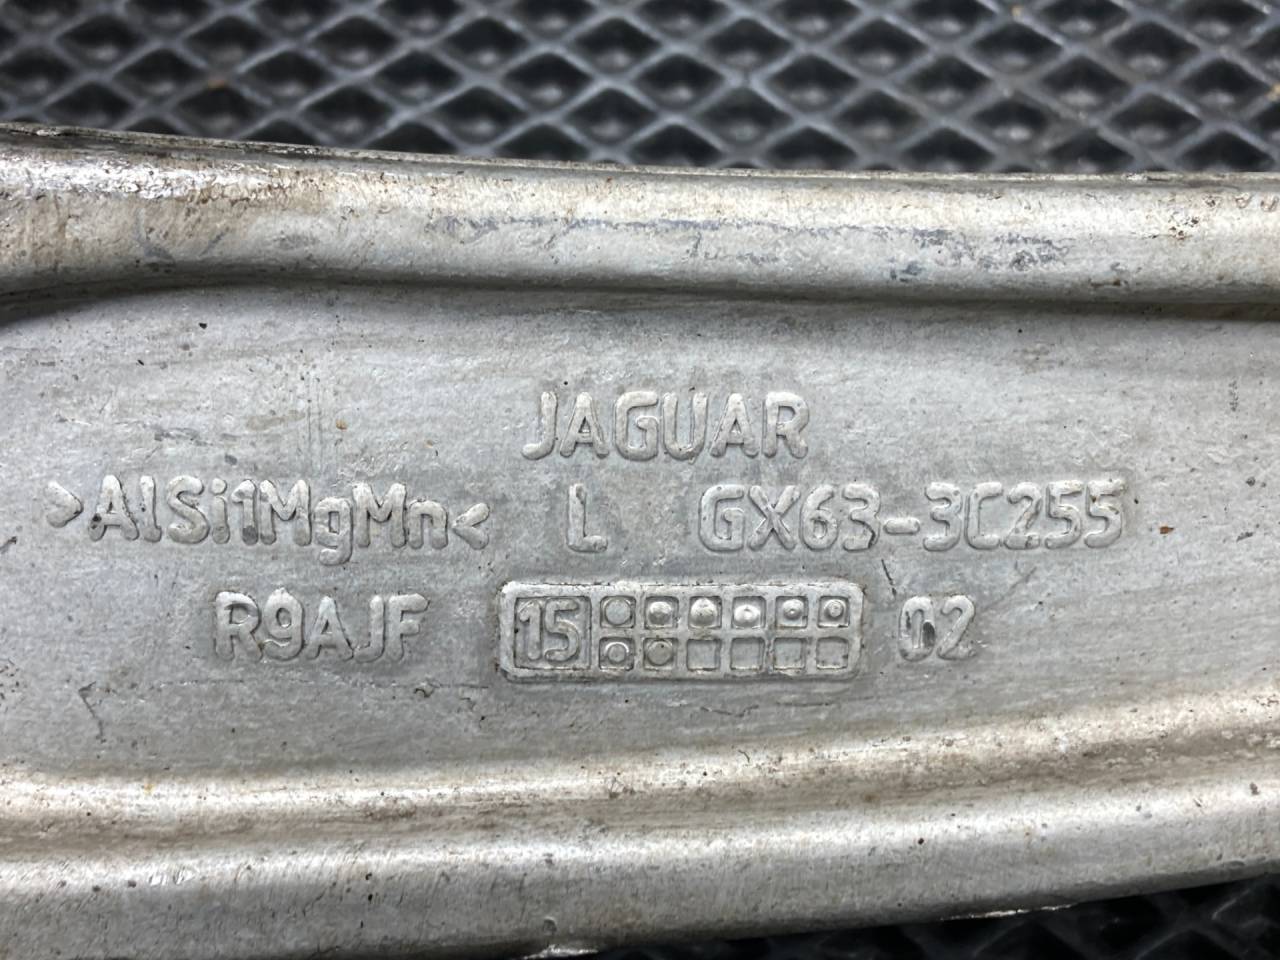 JAGUAR
>AlSi1MgMn< L GX63-3C255
R9AJF 15 02